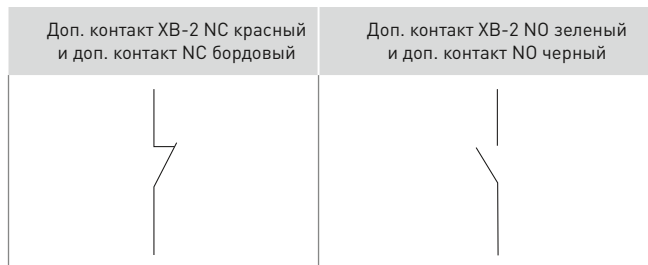 Доп. контакт XB-2 NC красный
и доп. контакт NC бордовый
Доп. контакт XB-2 NO зеленый
и доп. контакт NO черный